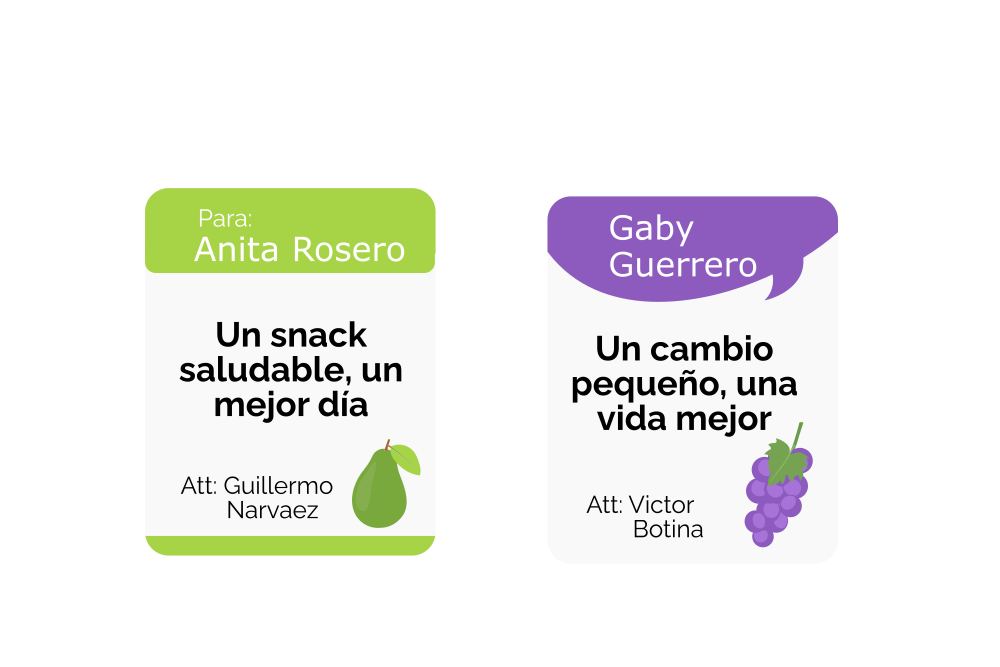 Para:
Anita Rosero
Un snack
saludable, un
mejor día
Att: Guillermo
Narvaez
Gaby
Guerrero
Un cambio
pequeño, una
vida mejor
Att: Victor
Botina